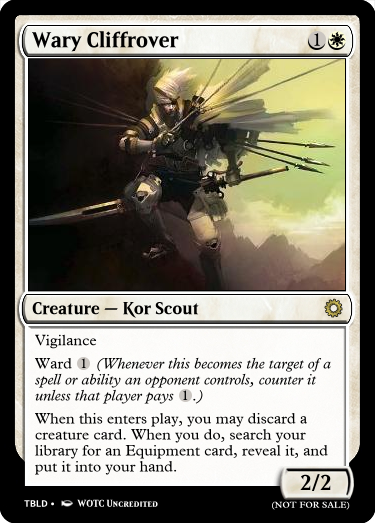 Wary Cliffrover 1
Creature — Kor Scout
Vigilance
Ward 1 (Whenever this becomes the target of a
spell or ability an opponent controls, counter it
unless that player pays 1.)
When this enters play, you may discard a
creature card. When you do, search your
library for an Equipment card, reveal it, and
put it into your hand.
2/2
TBLD • WOTC Uncredited
(NOT FOR SALE)